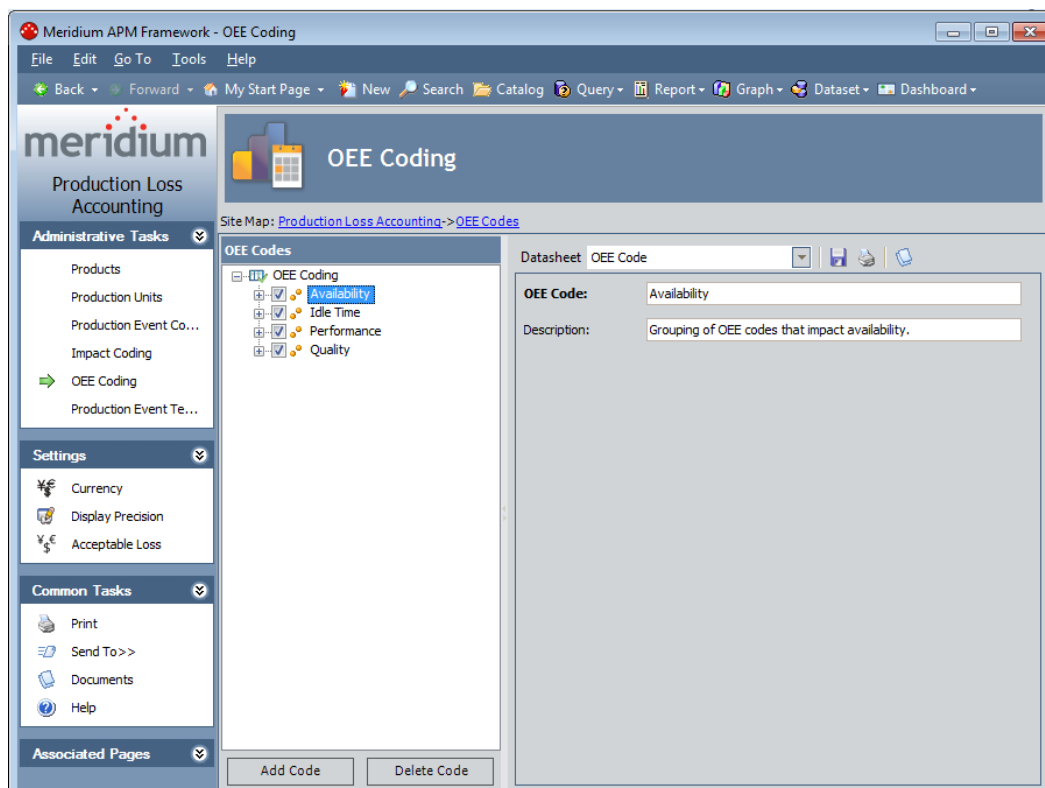 Meridium APM Framework - OEE Coding
File Edit Go To Tools Help
Back Forward My Start Page New Search Catalog Query Report Graph Dataset Dashboard
meridium
Production Loss
Accounting
OEE Coding
Site Map: Production Loss Accounting->OEE Codes
Administrative Tasks
Products
Production Units
Production Event Co...
Impact Coding
OEE Coding
Production Event Te...
Settings
Currency
Display Precision
Acceptable Loss
Common Tasks
Print
Send To>>
Documents
Help
Associated Pages
OEE Codes
OEE Coding
Availability
Idle Time
Performance
Quality
Add Code Delete Code
Datasheet OEE Code
OEE Code: Availability
Description: Grouping of OEE codes that impact availability.